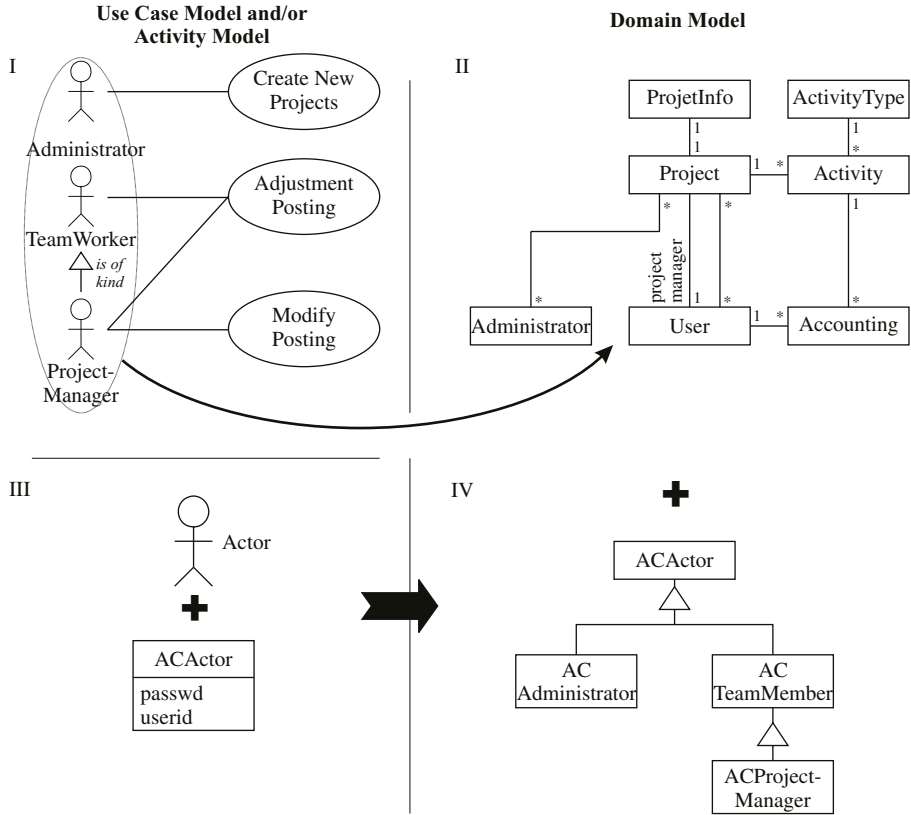 Use Case Model and/or
Activity Model
Domain Model
I
Administrator
TeamWorker
is of
kind
Project-
Manager
Create New
Projects
Adjustment
Posting
Modify
Posting
II
ProjetInfo
ActivityType
1
1
1
*
Project
1
*
Activity
*
*
1
project
manager
*
1
*
*
Administrator
User
1
*
Accounting
III
Actor
ACActor
passwd
userid
IV
ACActor
AC
Administrator
AC
TeamMember
ACProject-
Manager